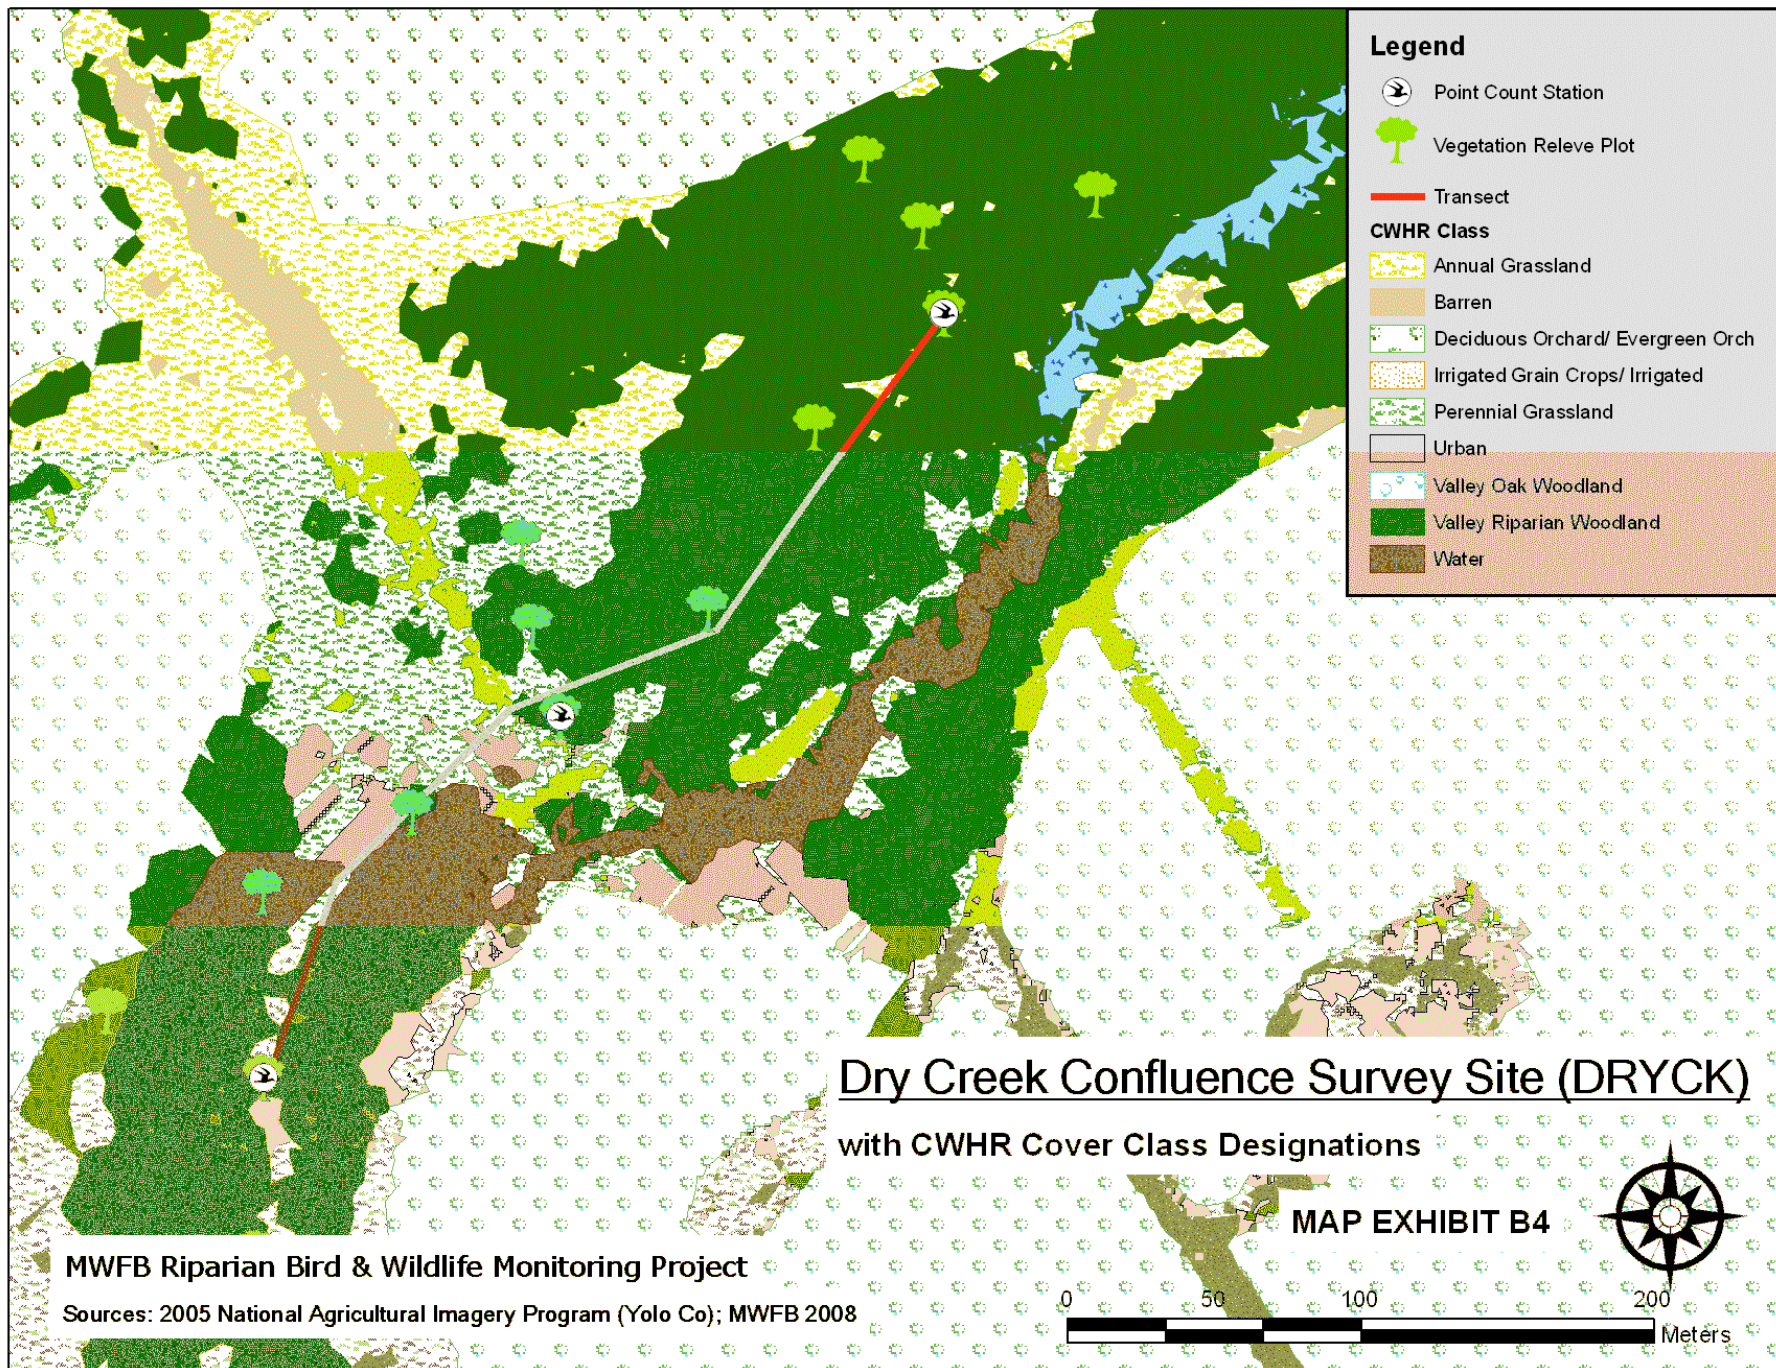 Legend
Point Count Station
Vegetation Releve Plot
Transect
CWHR Class
Annual Grassland
Barren
Deciduous Orchard/ Evergreen Orch
Irrigated Grain Crops/ Irrigated
Perennial Grassland
Urban
Valley Oak Woodland
Valley Riparian Woodland
Water
Dry Creek Confluence Survey Site (DRYCK)
with CWHR Cover Class Designations
MAP EXHIBIT B4
MWFB Riparian Bird & Wildlife Monitoring Project
Sources: 2005 National Agricultural Imagery Program (Yolo Co); MWFB 2008
0 50 100 200
Meters